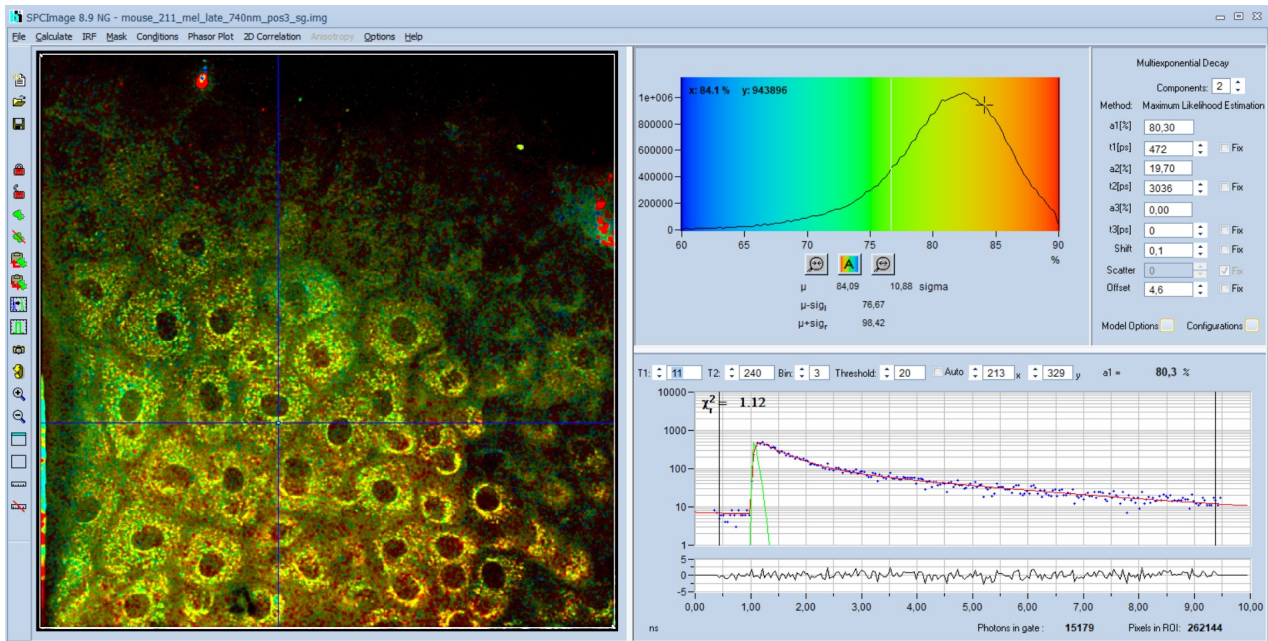 SPCImage 8.9 NG - mouse_211_mel_late_740nm_pos3_sg.img
File Calculate IRF Mask Conditions Phasor Plot 2D Correlation Anisotropy Options Help
x: 84.1 % y: 943896
1e+006
800000
600000
400000
200000
0
60 65 70 75 80 85 90
%
A
µ 84,09 10,88 sigma
µ-sigl 76,67
µ+sigr 98,42
Multiexponential Decay
Components: 2
Method: Maximum Likelihood Estimation
a1[%] 80,30
t1[ps] 472 Fix
a2[%] 19,70
t2[ps] 3036 Fix
a3[%] 0,00
t3[ps] 0 Fix
Shift 0,1 Fix
Scatter 0 Fix
Offset 4,6 Fix
Model Options Configurations
T1: 11 T2: 240 Bin: 3 Threshold: 20 Auto 213 x 329 y a1 = 80,3 %
χ²r = 1.12
10000
1000
100
10
1
5
0
-5
0,00 1,00 2,00 3,00 4,00 5,00 6,00 7,00 8,00 9,00 10,00
ns Photons in gate : 15179 Pixels in ROI: 262144